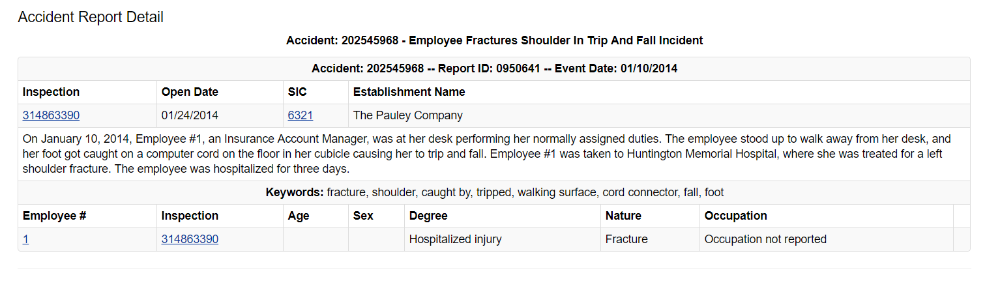 Accident Report Detail
Accident: 202545968 - Employee Fractures Shoulder In Trip And Fall Incident
Accident: 202545968 -- Report ID: 0950641 -- Event Date: 01/10/2014
Inspection Open Date SIC Establishment Name
314863390 01/24/2014 6321 The Pauley Company
On January 10, 2014, Employee #1, an Insurance Account Manager, was at her desk performing her normally assigned duties. The employee stood up to walk away from her desk, and
her foot got caught on a computer cord on the floor in her cubicle causing her to trip and fall. Employee #1 was taken to Huntington Memorial Hospital, where she was treated for a left
shoulder fracture. The employee was hospitalized for three days.
Keywords: fracture, shoulder, caught by, tripped, walking surface, cord connector, fall, foot
Employee # Inspection Age Sex Degree Nature Occupation
1 314863390 Hospitalized injury Fracture Occupation not reported